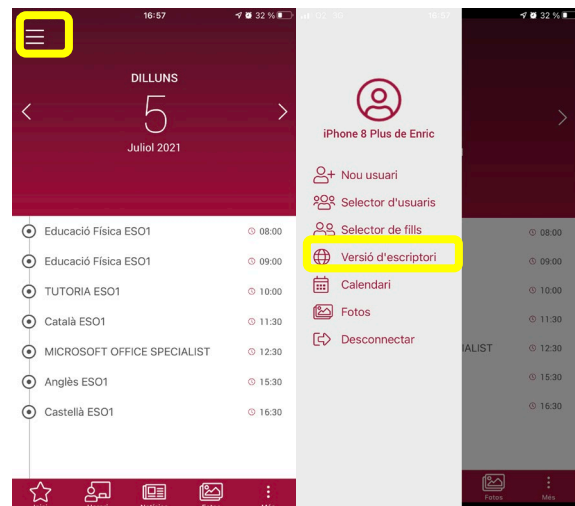 16:57
32 %
DILLUNS
5
Juliol 2021
Educació Física ESO1
08:00
Educació Física ESO1
09:00
TUTORIA ESO1
10:00
Català ESO1
11:30
MICROSOFT OFFICE SPECIALIST
12:30
Anglès ESO1
15:30
Castellà ESO1
16:30
16:57
32 %
iPhone 8 Plus de Enric
Nou usuari
Selector d'usuaris
Selector de fills
Versió d'escriptori
Calendari
Fotos
Desconnectar
08:00
09:00
10:00
11:30
IALIST
12:30
15:30
16:30
Fotos
Més